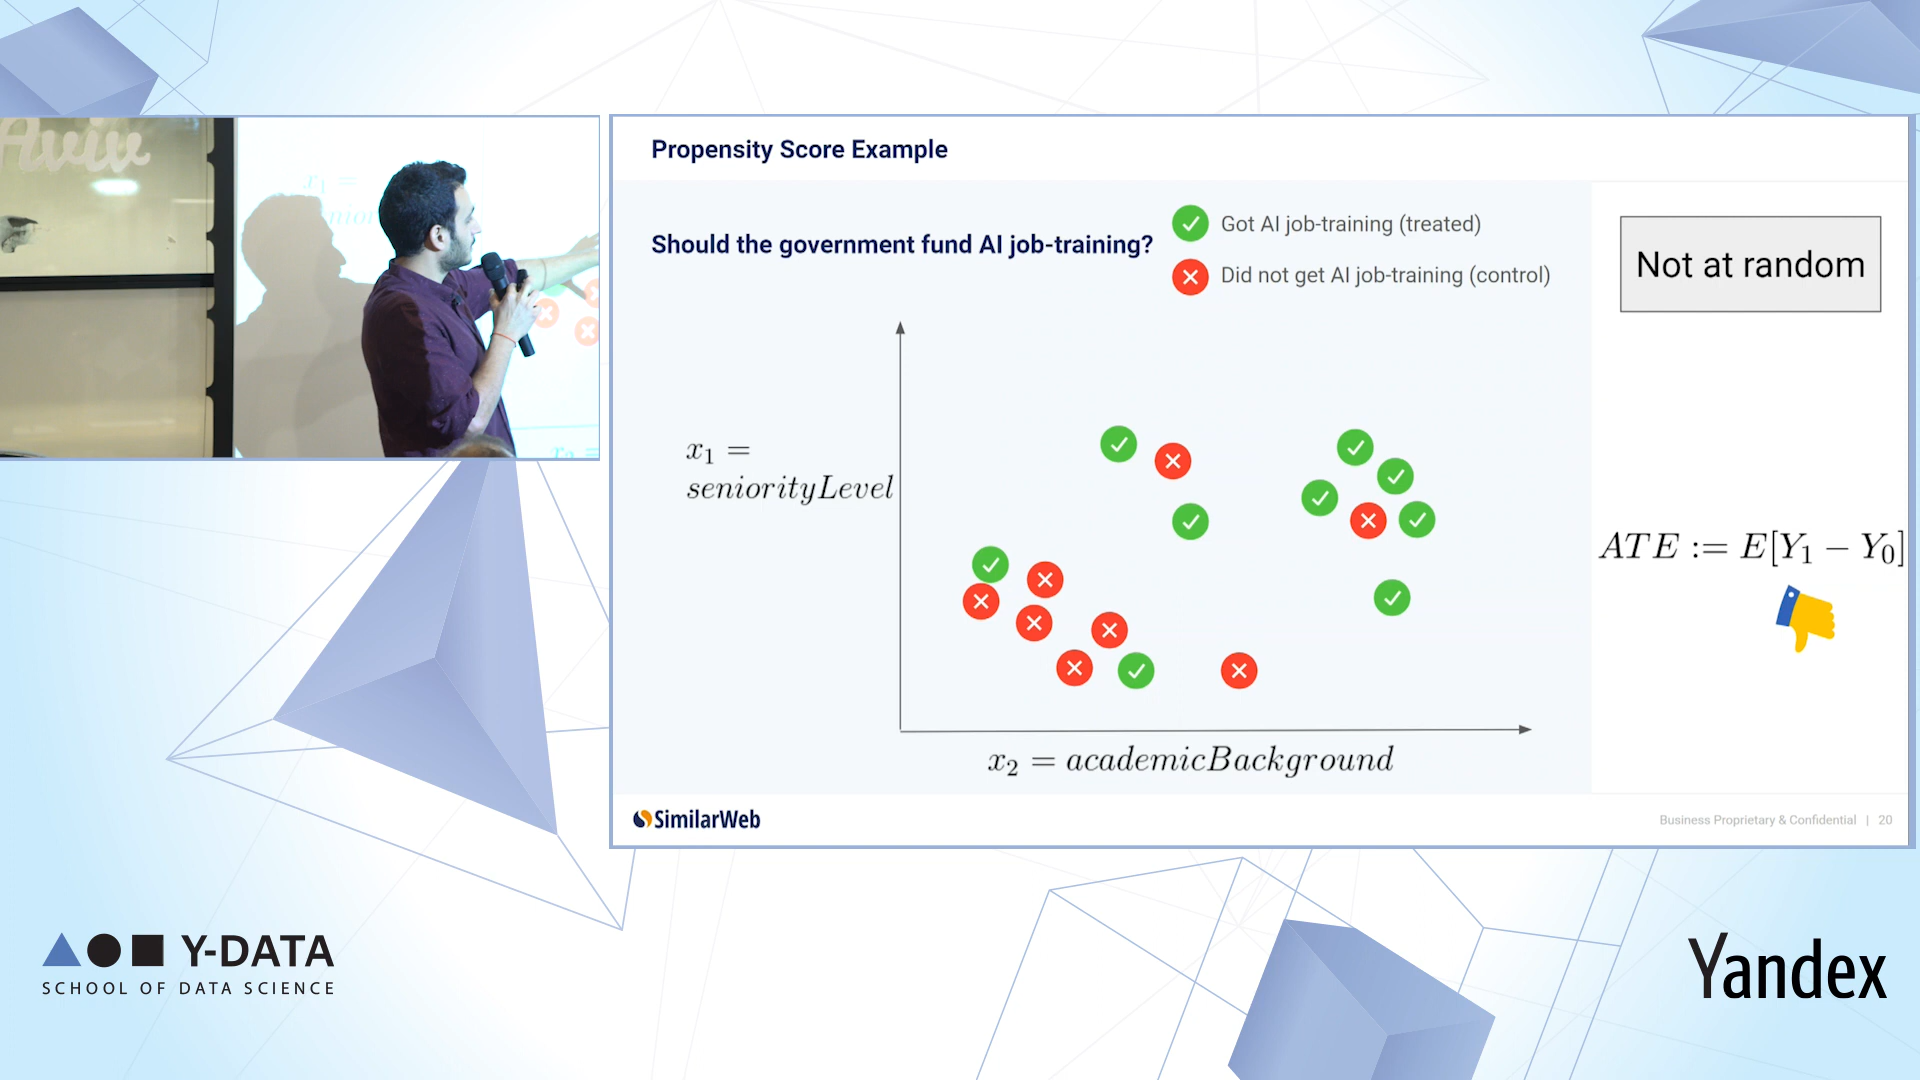 Aviv
x₁ =
Propensity Score Example
Should the government fund AI job-training?
Got AI job-training (treated)
Did not get AI job-training (control)
Not at random
x₁ =
seniorityLevel
ATE := E[Y₁ − Y₀]
x₂ = academicBackground
SimilarWeb
Business Proprietary & Confidential | 20
Y-DATA
SCHOOL OF DATA SCIENCE
Yandex